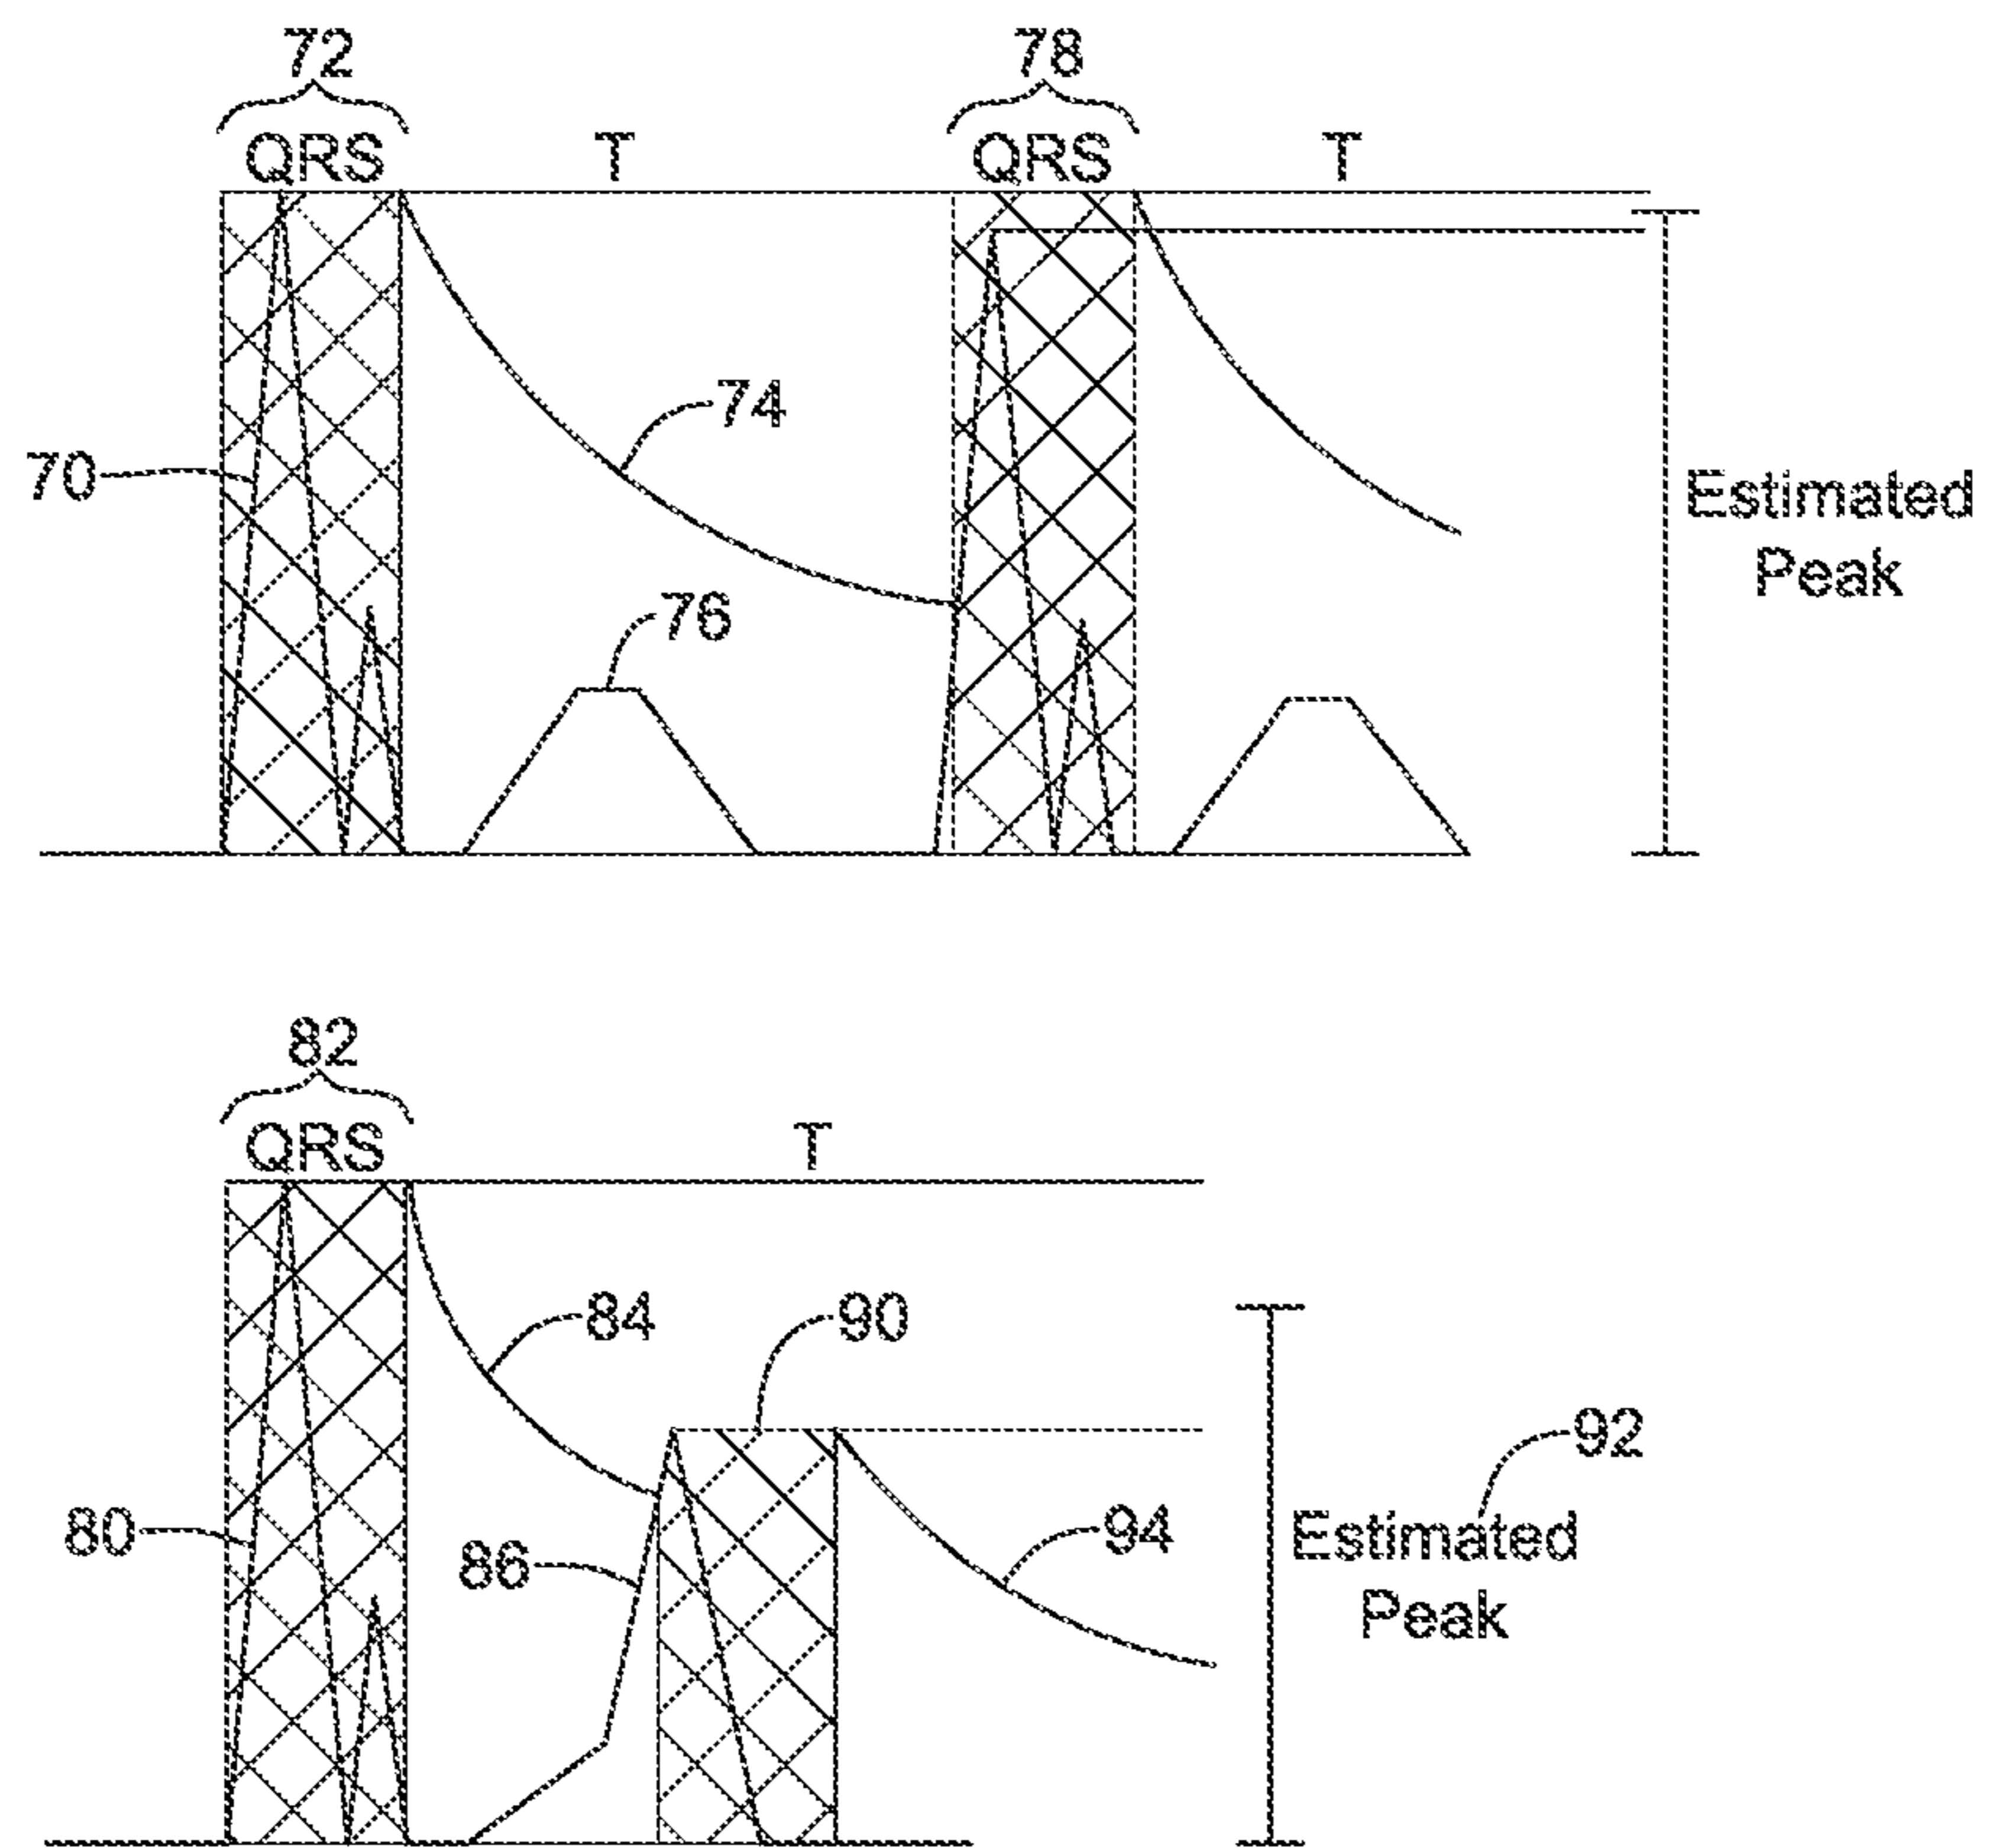 72 78
QRS T QRS T
74
70
Estimated
Peak
76
82
QRS T
84 90
92
80 86 94 Estimated
Peak